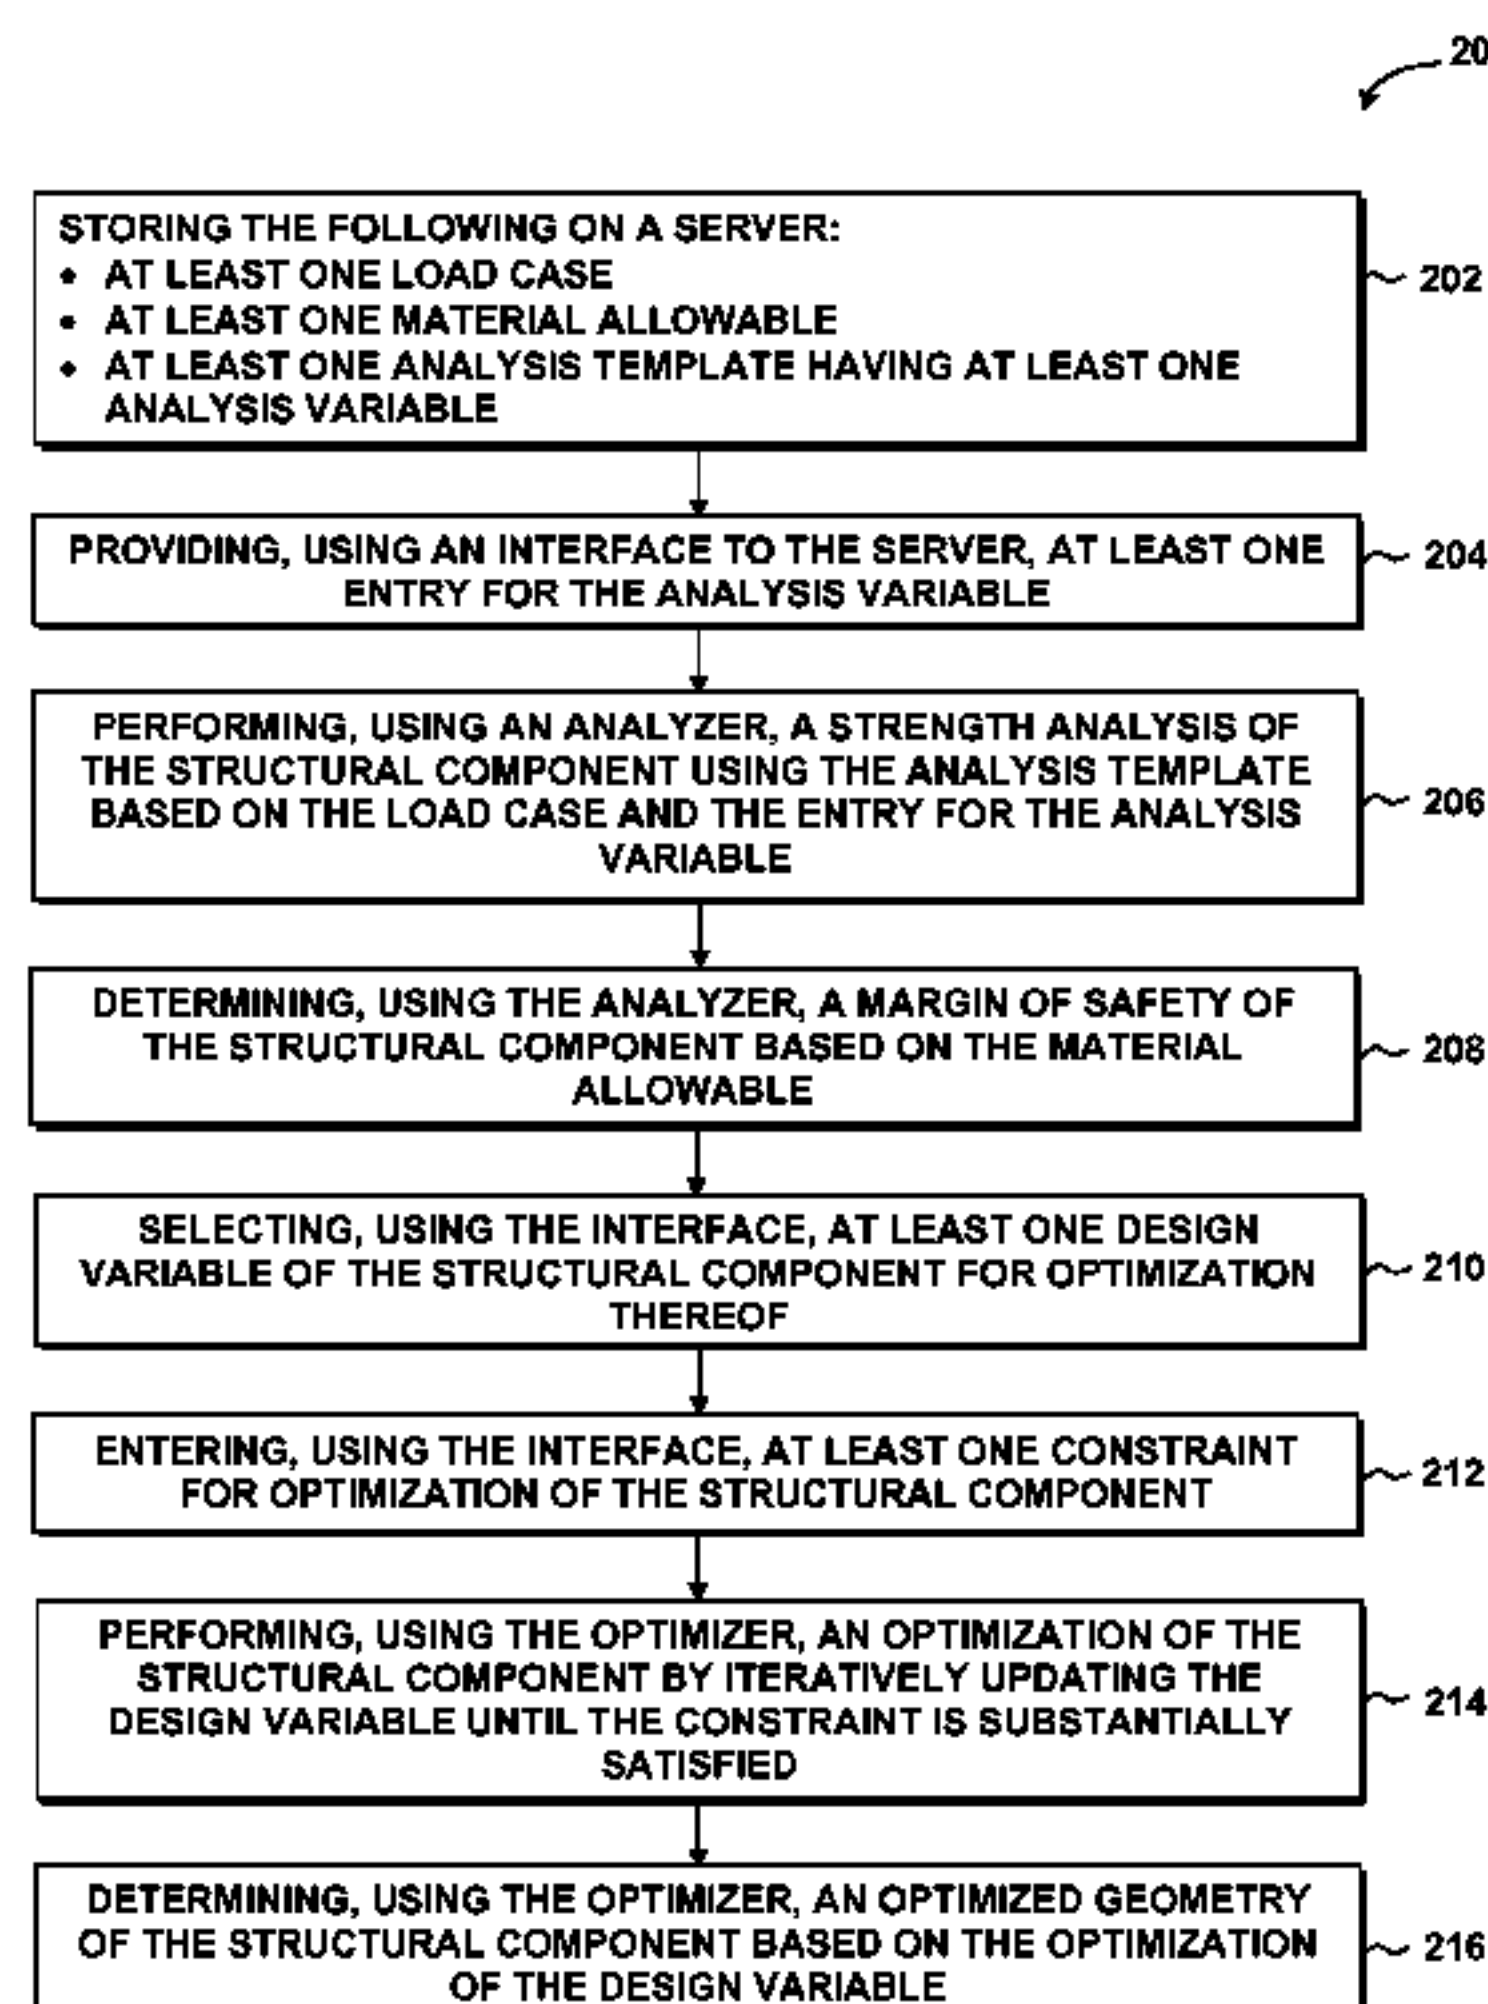 20
STORING THE FOLLOWING ON A SERVER:
• AT LEAST ONE LOAD CASE
• AT LEAST ONE MATERIAL ALLOWABLE
• AT LEAST ONE ANALYSIS TEMPLATE HAVING AT LEAST ONE
ANALYSIS VARIABLE
202
PROVIDING, USING AN INTERFACE TO THE SERVER, AT LEAST ONE
ENTRY FOR THE ANALYSIS VARIABLE
204
PERFORMING, USING AN ANALYZER, A STRENGTH ANALYSIS OF
THE STRUCTURAL COMPONENT USING THE ANALYSIS TEMPLATE
BASED ON THE LOAD CASE AND THE ENTRY FOR THE ANALYSIS
VARIABLE
206
DETERMINING, USING THE ANALYZER, A MARGIN OF SAFETY OF
THE STRUCTURAL COMPONENT BASED ON THE MATERIAL
ALLOWABLE
208
SELECTING, USING THE INTERFACE, AT LEAST ONE DESIGN
VARIABLE OF THE STRUCTURAL COMPONENT FOR OPTIMIZATION
THEREOF
210
ENTERING, USING THE INTERFACE, AT LEAST ONE CONSTRAINT
FOR OPTIMIZATION OF THE STRUCTURAL COMPONENT
212
PERFORMING, USING THE OPTIMIZER, AN OPTIMIZATION OF THE
STRUCTURAL COMPONENT BY ITERATIVELY UPDATING THE
DESIGN VARIABLE UNTIL THE CONSTRAINT IS SUBSTANTIALLY
SATISFIED
214
DETERMINING, USING THE OPTIMIZER, AN OPTIMIZED GEOMETRY
OF THE STRUCTURAL COMPONENT BASED ON THE OPTIMIZATION
OF THE DESIGN VARIABLE
216